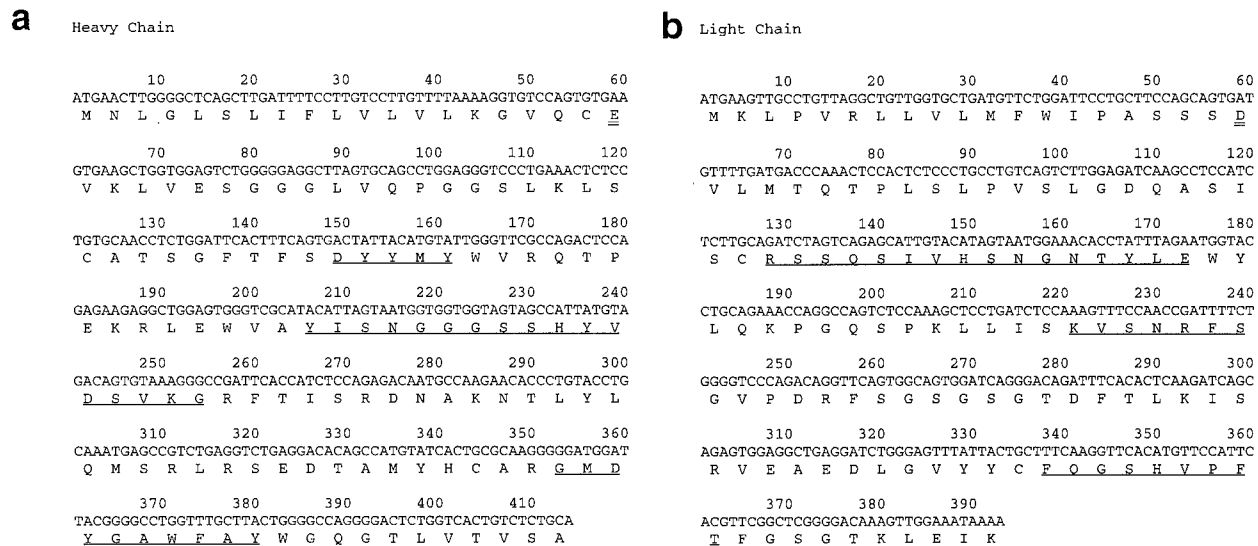 a
Heavy Chain
10 20 30 40 50 60
ATGAACTTGGGGCTCAGCTTGATTTTCCTTGTCCTTGTTTTAAAAGGTGTCCAGTGTGAA
M N L G L S L I F L V L V L K G V Q C E
70 80 90 100 110 120
GTGAAGCTGGTGGAGTCTGGGGGAGGCTTAGTGCAGCCTGGAGGGTCCCTGAAACTCTCC
V K L V E S G G G L V Q P G G S L K L S
130 140 150 160 170 180
TGTGCAACCTCTGGATTCACTTTCAGTGACTATTACATGTATTGGGTTCGCCAGACTCCA
C A T S G F T F S D Y Y M Y W V R Q T P
190 200 210 220 230 240
GAGAAGAGGCTGGAGTGGGTCGCATACATTAGTAATGGTGGTGGTAGTAGCCATTATGTA
E K R L E W V A Y I S N G G G S S H Y V
250 260 270 280 290 300
GACAGTGTAAAGGGCCGATTCACCATCTCCAGAGACAATGCCAAGAACACCCTGTACCTG
D S V K G R F T I S R D N A K N T L Y L
310 320 330 340 350 360
CAAATGAGCCGTCTGAGGTCTGAGGACACAGCCATGTATCACTGCGCAAGGGGGATGGAT
Q M S R L R S E D T A M Y H C A R G M D
370 380 390 400 410
TACGGGGCCTGGTTTGCTTACTGGGGCCAGGGGACTCTGGTCACTGTCTCTGCA
Y G A W F A Y W G Q G T L V T V S A
b
Light Chain
10 20 30 40 50 60
ATGAAGTTGCCTGTTAGGCTGTTGGTGCTGATGTTCTGGATTCCTGCTTCCAGCAGTGAT
M K L P V R L L V L M F W I P A S S S D
70 80 90 100 110 120
GTTTTGATGACCCAAACTCCACTCTCCCTGCCTGTCAGTCTTGGAGATCAAGCCTCCATC
V L M T Q T P L S L P V S L G D Q A S I
130 140 150 160 170 180
TCTTGCAGATCTAGTCAGAGCATTGTACATAGTAATGGAAACACCTATTTAGAATGGTAC
S C R S S Q S I V H S N G N T Y L E W Y
190 200 210 220 230 240
CTGCAGAAACCAGGCCAGTCTCCAAAGCTCCTGATCTCCAAAGTTTCCAACCGATTTTCT
L Q K P G Q S P K L L I S K V S N R F S
250 260 270 280 290 300
GGGGTCCCAGACAGGTTCAGTGGCAGTGGATCAGGGACAGATTTCACACTCAAGATCAGC
G V P D R F S G S G S G T D F T L K I S
310 320 330 340 350 360
AGAGTGGAGGCTGAGGATCTGGGAGTTTATTACTGCTTTCAAGGTTCACATGTTCCATTC
R V E A E D L G V Y Y C F Q G S H V P F
370 380 390
ACGTTCGGCTCGGGGACAAAGTTGGAAATAAAA
T F G S G T K L E I K